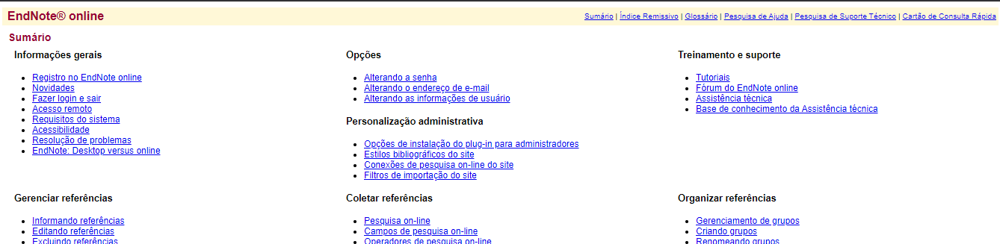 EndNote® online
Sumário | Índice Remissivo | Glossário | Pesquisa de Ajuda | Pesquisa de Suporte Técnico | Cartão de Consulta Rápida
Sumário
Informações gerais
Registro no EndNote online
Novidades
Fazer login e sair
Acesso remoto
Requisitos do sistema
Acessibilidade
Resolução de problemas
EndNote: Desktop versus online
Opções
Alterando a senha
Alterando o endereço de e-mail
Alterando as informações de usuário
Personalização administrativa
Opções de instalação do plug-in para administradores
Estilos bibliográficos do site
Conexões de pesquisa on-line do site
Filtros de importação do site
Treinamento e suporte
Tutoriais
Fórum do EndNote online
Assistência técnica
Base de conhecimento da Assistência técnica
Gerenciar referências
Informando referências
Editando referências
Excluindo referências
Coletar referências
Pesquisa on-line
Campos de pesquisa on-line
Operadores de pesquisa on-line
Organizar referências
Gerenciamento de grupos
Criando grupos
Renomeando grupos